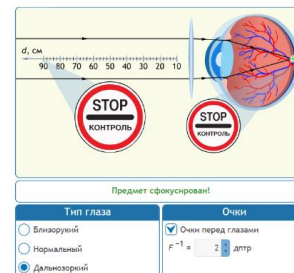 d, см
90 80 70 60 50 40 30 20 10
STOP
КОНТРОЛЬ
STOP
КОНТРОЛЬ
Предмет сфокусирован!
Тип глаза
Близорукий
Нормальный
Дальнозоркий
Очки
Очки перед глазами
F⁻¹ = 2 дптр